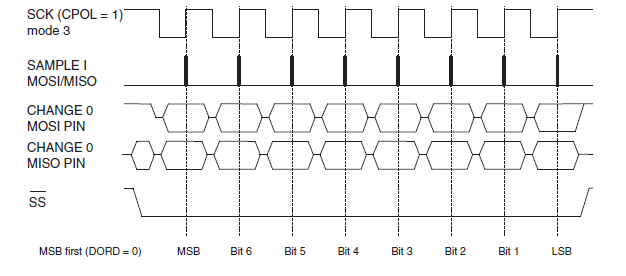 SCK (CPOL = 1)
mode 3
SAMPLE I
MOSI/MISO
CHANGE 0
MOSI PIN
CHANGE 0
MISO PIN
SS
MSB first (DORD = 0) MSB Bit 6 Bit 5 Bit 4 Bit 3 Bit 2 Bit 1 LSB